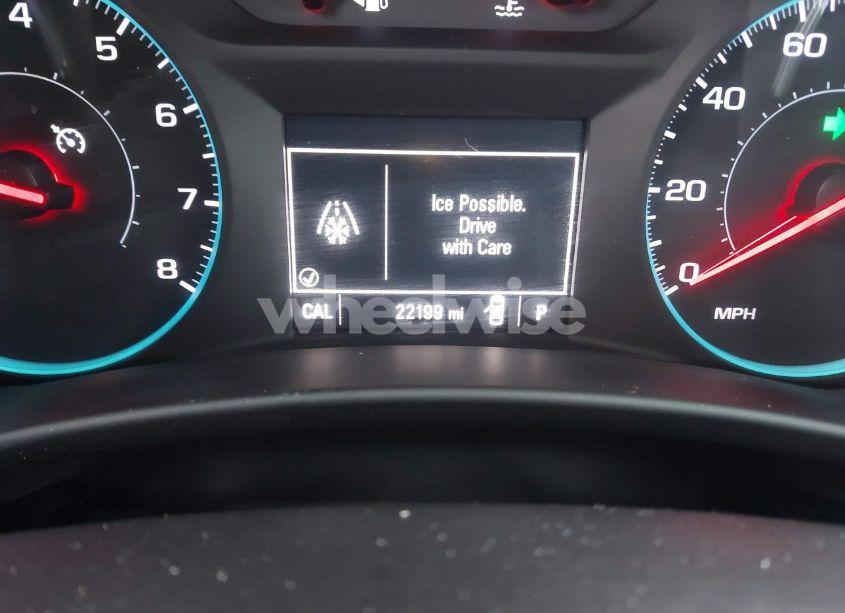 4
5
6
7
8
60
40
20
0
MPH
Ice Possible.
Drive
with Care
CAL
22199 mi
P
wheelwise